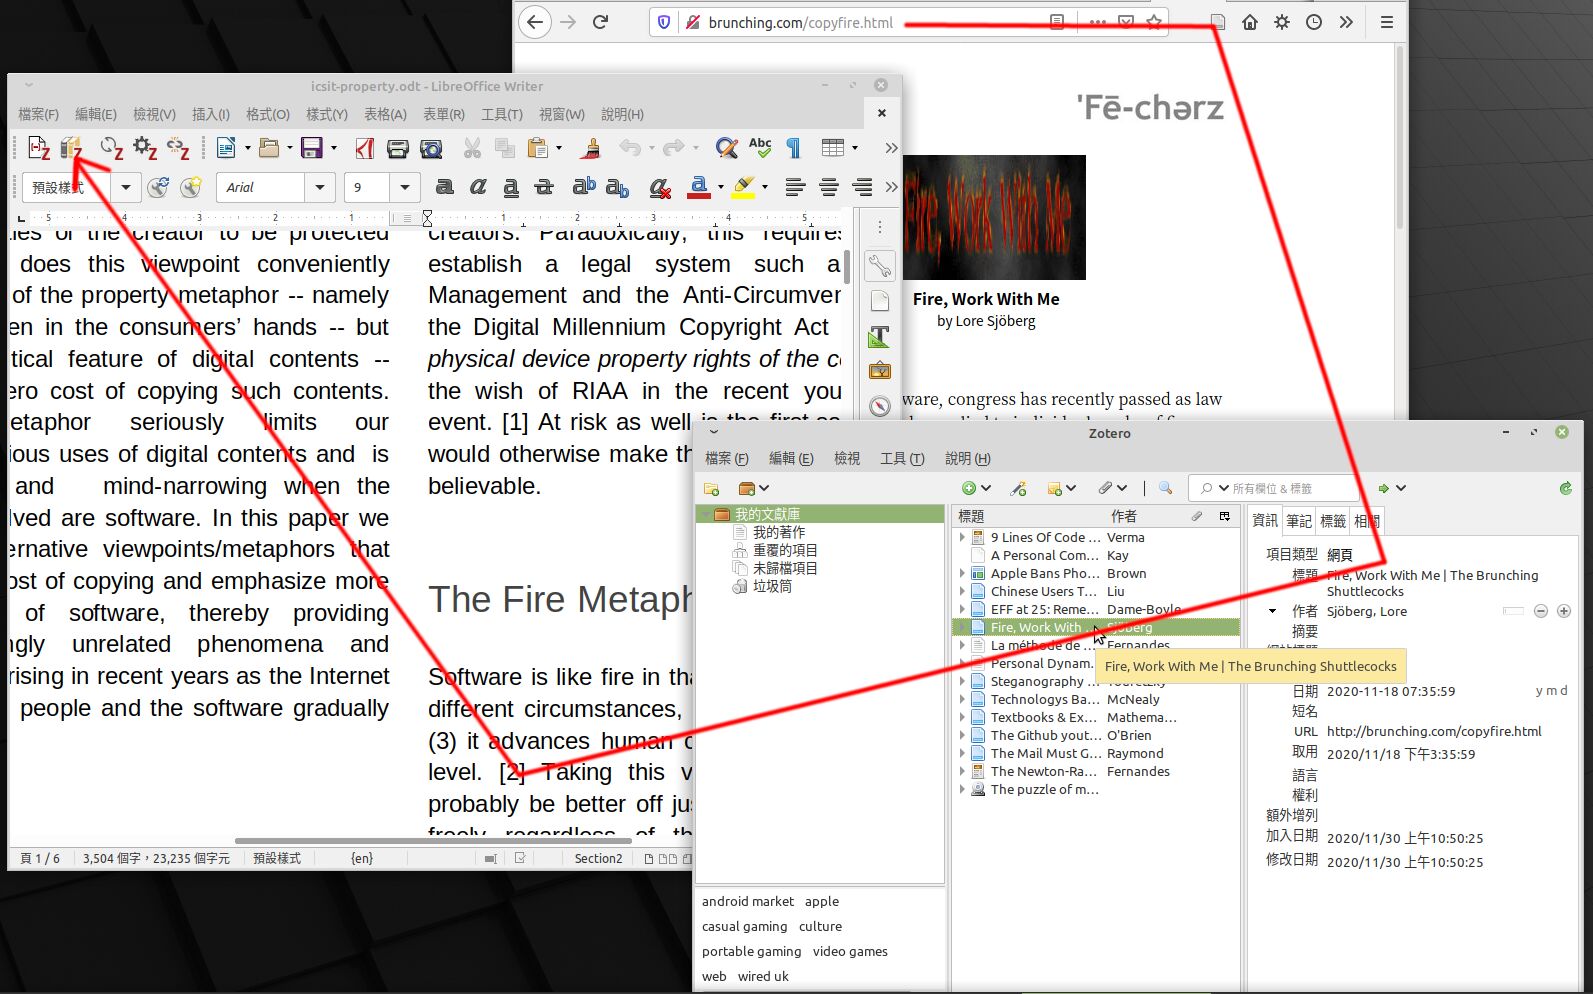 brunching.com/copyfire.html
'Fē-chərz
Fire, Work With Me
Fire, Work With Me
by Lore Sjöberg
ware, congress has recently passed as law
icsit-property.odt - LibreOffice Writer
檔案(F) 編輯(E) 檢視(V) 插入(I) 格式(O) 樣式(Y) 表格(A) 表單(R) 工具(T) 視窗(W) 說明(H)
預設樣式 Arial 9
5 4 3 2 1 1 2 3 4 5
ies of the creator to be protected
does this viewpoint conveniently
of the property metaphor -- namely
en in the consumers’ hands -- but
tical feature of digital contents --
ero cost of copying such contents.
etaphor seriously limits our
ious uses of digital contents and is
and mind-narrowing when the
lved are software. In this paper we
ernative viewpoints/metaphors that
ost of copying and emphasize more
of software, thereby providing
ngly unrelated phenomena and
rising in recent years as the Internet
people and the software gradually
creators. Paradoxically, this requires
establish a legal system such a
Management and the Anti-Circumver
the Digital Millennium Copyright Act
physical device property rights of the c
the wish of RIAA in the recent you
event. [1] At risk as well is the first-sa
would otherwise make th
believable.
The Fire Metaph
Software is like fire in tha
different circumstances,
(3) it advances human c
level. [2] Taking this v
probably be better off ju
freely regardless of th
頁 1 / 6 3,504 個字，23,235 個字元 預設樣式 {en} Section2
Zotero
檔案 (F) 編輯 (E) 檢視 工具 (T) 說明 (H)
所有欄位 & 標籤
我的文獻庫
我的著作
重覆的項目
未歸檔項目
垃圾筒
android market apple
casual gaming culture
portable gaming video games
web wired uk
標題 作者
9 Lines Of Code ... Verma
A Personal Com... Kay
Apple Bans Pho... Brown
Chinese Users T... Liu
EFF at 25: Reme... Dame-Boyle
Fire, Work With ... Sjöberg
La méthode de ... Fernandes
Personal Dynam...
Steganography
Technologys Ba... McNealy
Textbooks & Ex... Mathema...
The Github yout... O'Brien
The Mail Must G... Raymond
The Newton-Ra... Fernandes
The puzzle of m...
Fire, Work With Me | The Brunching Shuttlecocks
資訊 筆記 標籤 相關
項目類型 網頁
標題 Fire, Work With Me | The Brunching
Shuttlecocks
作者 Sjöberg, Lore
摘要
日期 2020-11-18 07:35:59 y m d
短名
URL http://brunching.com/copyfire.html
取用 2020/11/18 下午3:35:59
語言
權利
額外增列
加入日期 2020/11/30 上午10:50:25
修改日期 2020/11/30 上午10:50:25